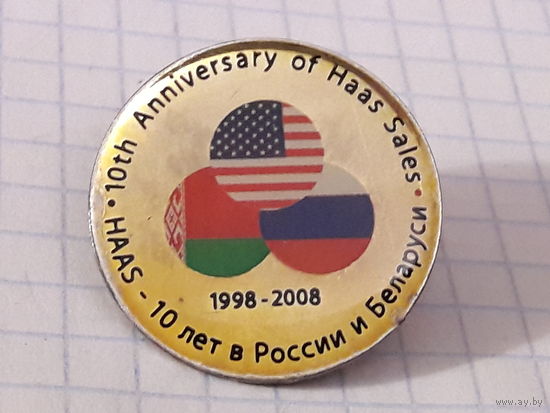 10th Anniversary of Haas Sales •
HAAS - 10 лет в России и Беларуси •
1998-2008
www.ay.by